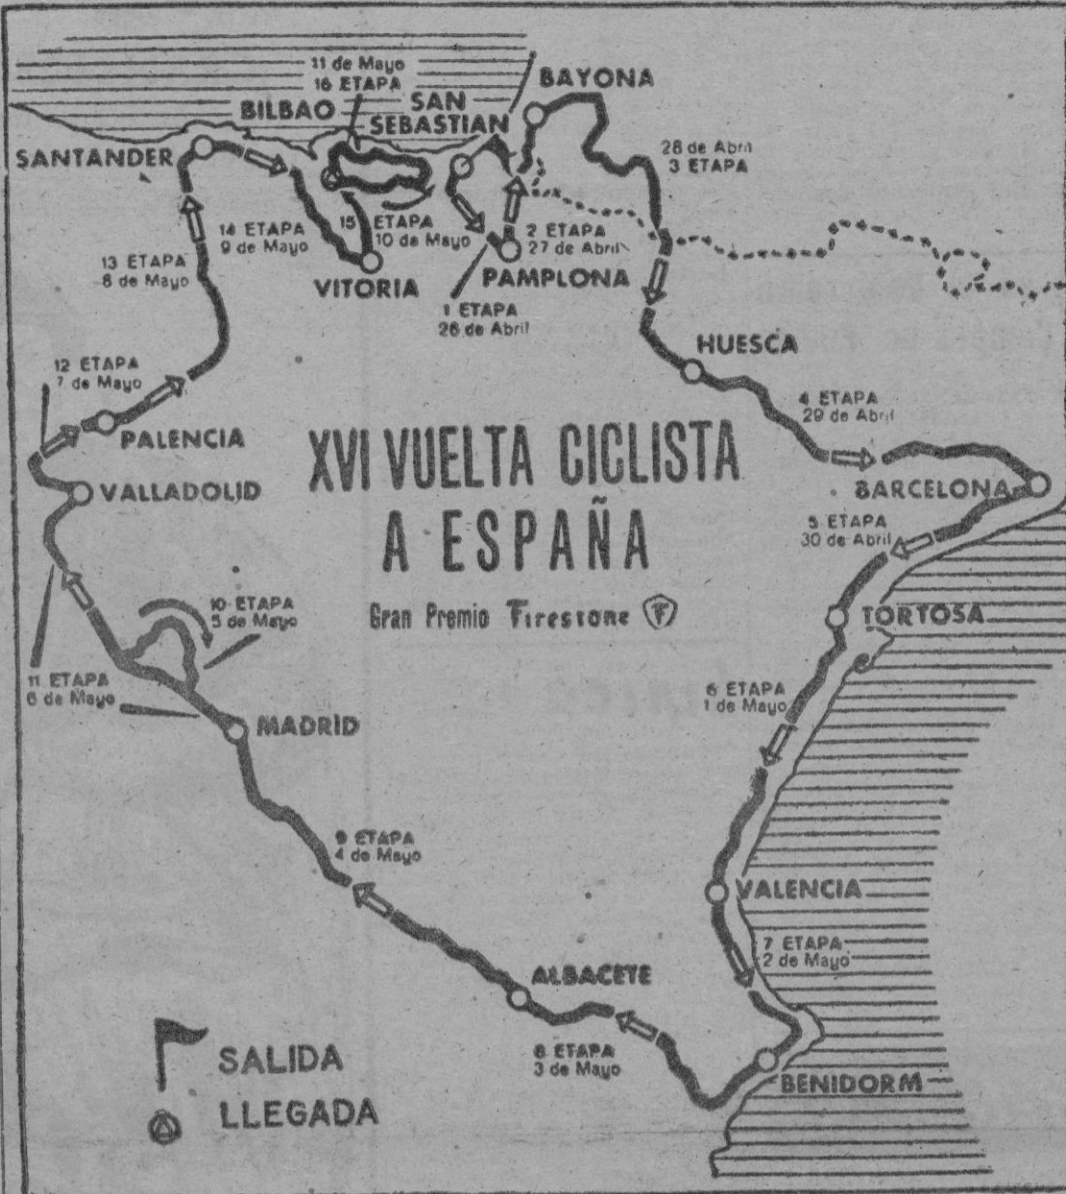 11 de Mayo
16 ETAPA
BAYONA
BILBAO
SAN
SEBASTIAN
SANTANDER
28 de Abril
3 ETAPA
14 ETAPA
9 de Mayo
15 ETAPA
10 de Mayo
2 ETAPA
27 de Abril
13 ETAPA
8 de Mayo
VITORIA
PAMPLONA
1 ETAPA
26 de Abril
HUESCA
12 ETAPA
7 de Mayo
4 ETAPA
29 de Abril
PALENCIA
XVI VUELTA CICLISTA
A ESPAÑA
VALLADOLID
BARCELONA
5 ETAPA
30 de Abril
10 ETAPA
5 de Mayo
Gran Premio Firestone F
TORTOSA
11 ETAPA
6 de Mayo
6 ETAPA
1 de Mayo
MADRID
9 ETAPA
4 de Mayo
VALENCIA
7 ETAPA
2 de Mayo
ALBACETE
8 ETAPA
3 de Mayo
BENIDORM
SALIDA
LLEGADA